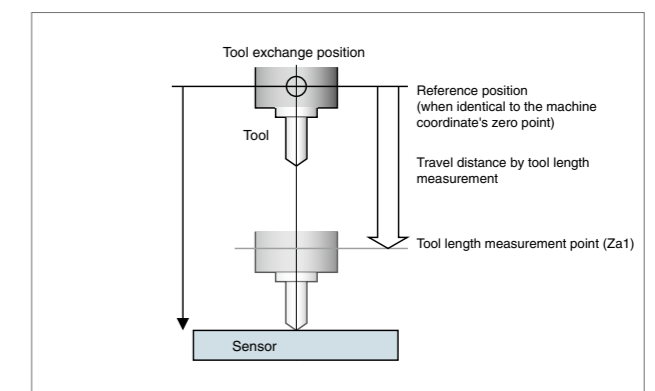 Tool exchange position
Reference position
(when identical to the machine
coordinate's zero point)
Tool
Travel distance by tool length
measurement
Tool length measurement point (Za1)
Sensor